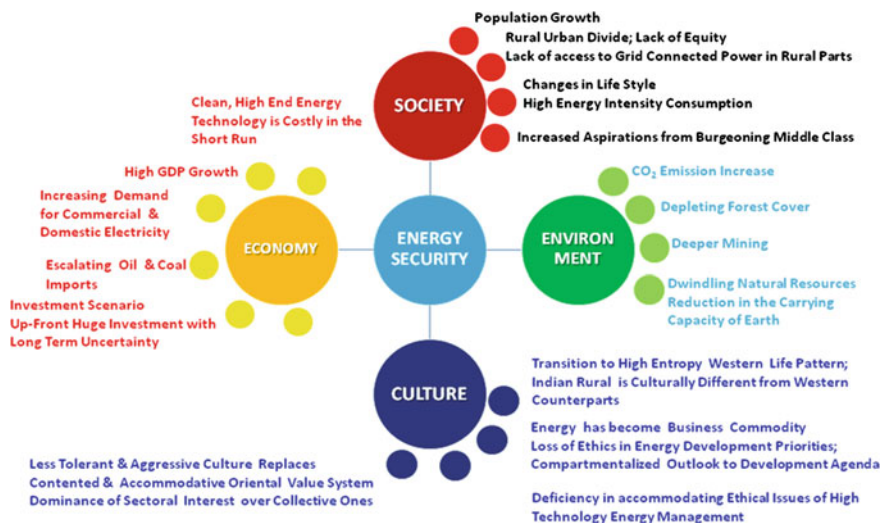 Population Growth
Rural Urban Divide; Lack of Equity
Lack of access to Grid Connected Power in Rural Parts
Changes in Life Style
High Energy Intensity Consumption
Increased Aspirations from Burgeoning Middle Class
SOCIETY
Clean, High End Energy
Technology is Costly in the
Short Run
High GDP Growth
Increasing Demand
for Commercial &
Domestic Electricity
Escalating Oil & Coal
Imports
Investment Scenario
Up-Front Huge Investment with
Long Term Uncertainty
ECONOMY
ENERGY
SECURITY
ENVIRON
MENT
CO₂ Emission Increase
Depleting Forest Cover
Deeper Mining
Dwindling Natural Resources
Reduction in the Carrying
Capacity of Earth
CULTURE
Transition to High Entropy Western Life Pattern;
Indian Rural is Culturally Different from Western
Counterparts
Energy has become Business Commodity
Loss of Ethics in Energy Development Priorities;
Compartmentalized Outlook to Development Agenda
Deficiency in accommodating Ethical Issues of High
Technology Energy Management
Less Tolerant & Aggressive Culture Replaces
Contented & Accommodative Oriental Value System
Dominance of Sectoral Interest over Collective Ones